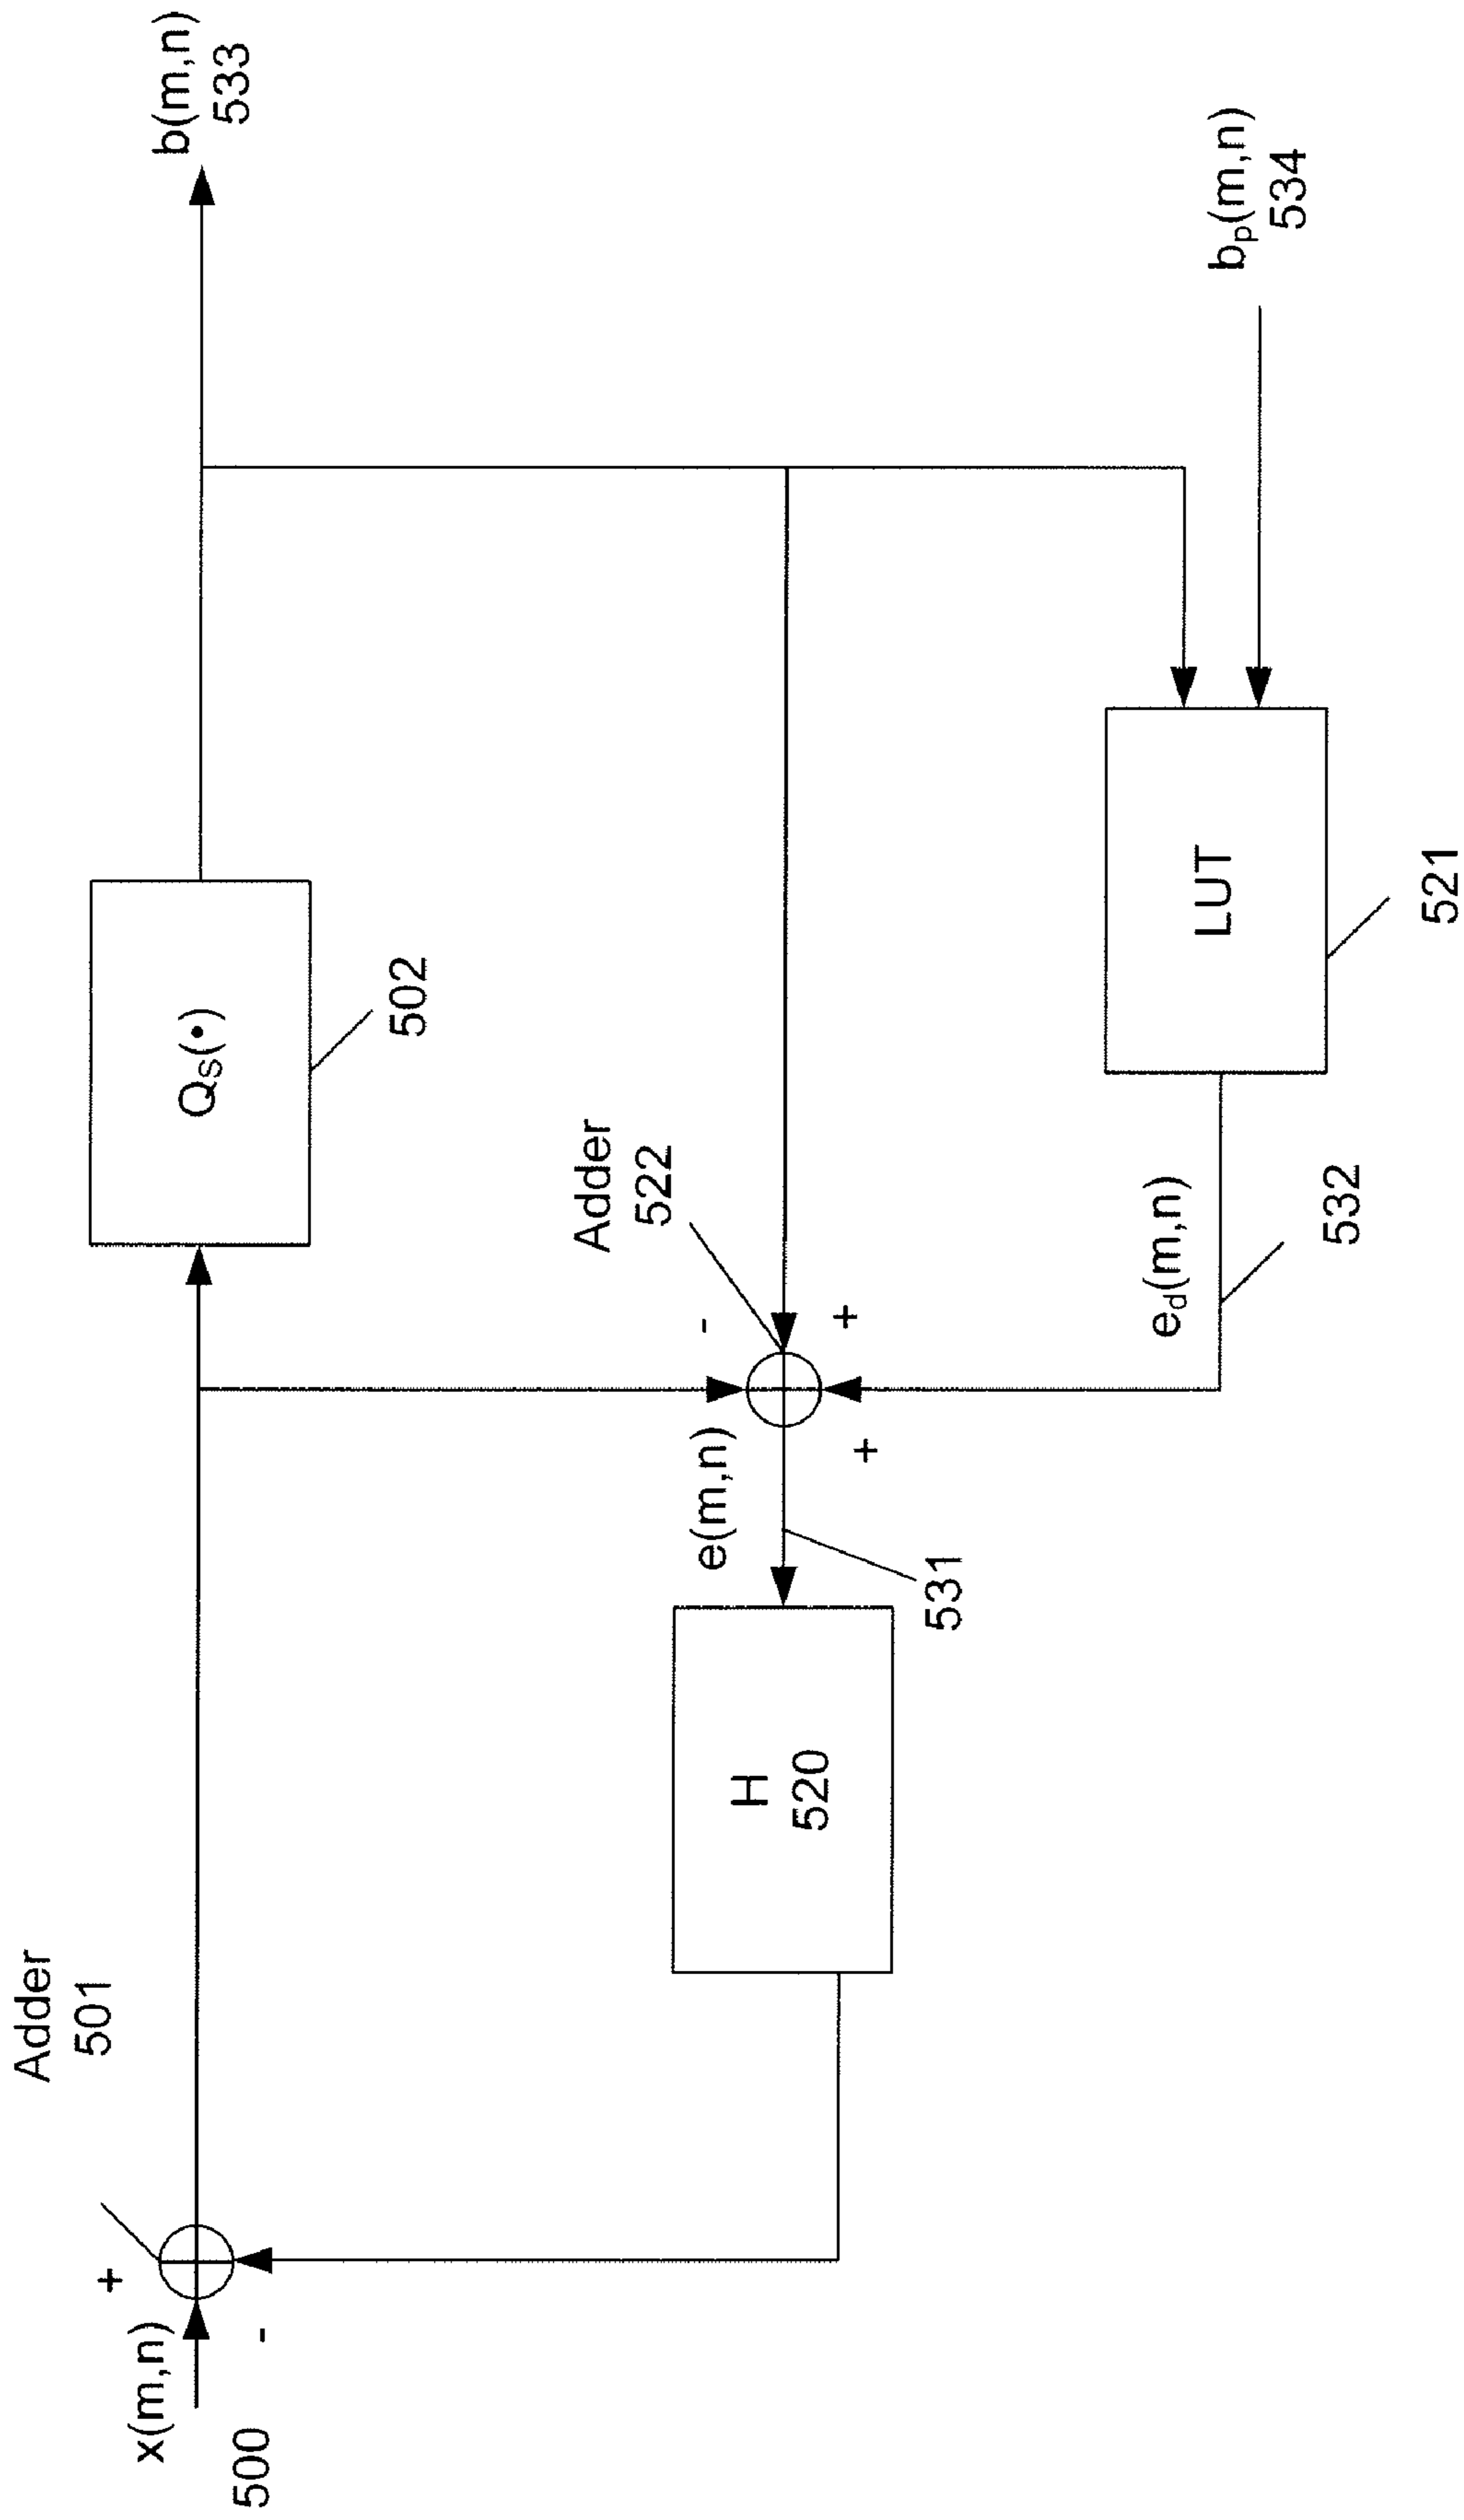 Adder
501
+
x(m,n)
500
-
Qs(•)
502
b(m,n)
533
Adder
522
-
+
e(m,n)
+
531
H
520
ed(m,n)
532
LUT
521
bp(m,n)
534